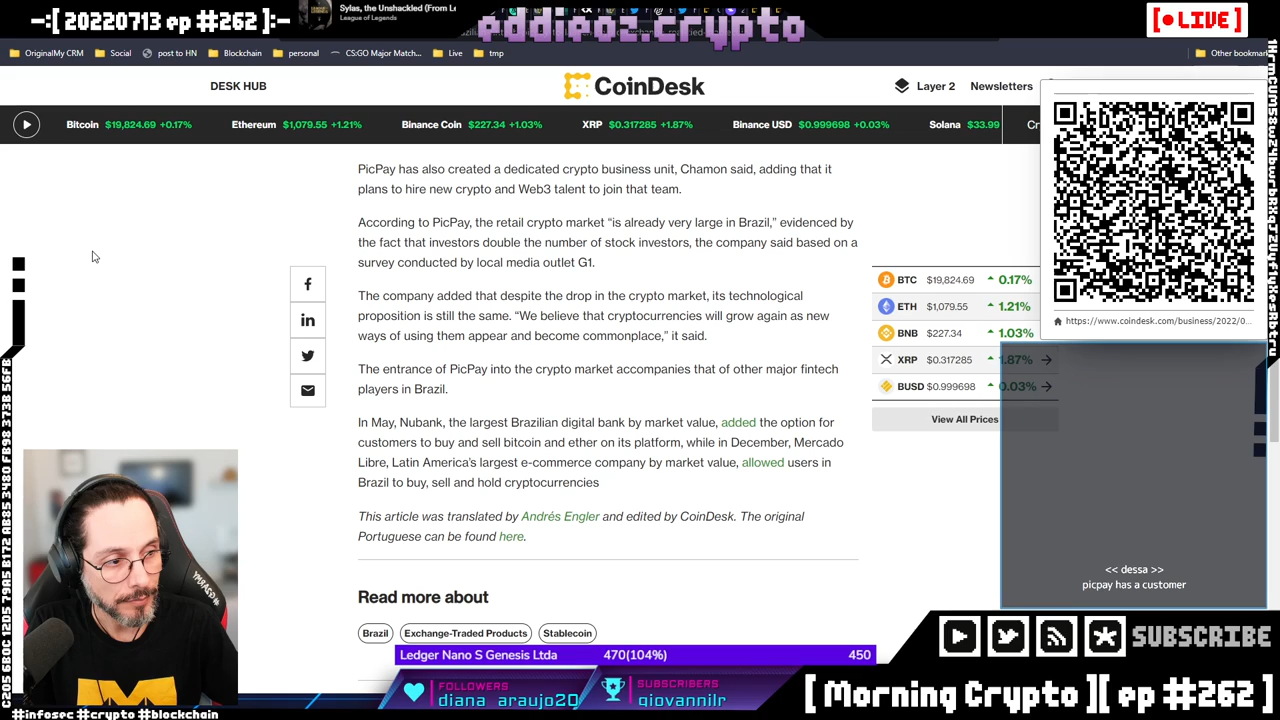 -:[ 20220713 ep #262 ]:-
Sylas, the Unshackled (From Le
League of Legends
eddieoz.crypto
[● LIVE]
OriginalMy CRM
Social
post to HN
Blockchain
personal
CS:GO Major Match...
Live
tmp
Other bookmar
DESK HUB
CoinDesk
Layer 2
Newsletters
Bitcoin $19,824.69 +0.17%
Ethereum $1,079.55 +1.21%
Binance Coin $227.34 +1.03%
XRP $0.317285 +1.87%
Binance USD $0.999698 +0.03%
Solana $33.99
Cr
PicPay has also created a dedicated crypto business unit, Chamon said, adding that it
plans to hire new crypto and Web3 talent to join that team.
According to PicPay, the retail crypto market “is already very large in Brazil,” evidenced by
the fact that investors double the number of stock investors, the company said based on a
survey conducted by local media outlet G1.
The company added that despite the drop in the crypto market, its technological
proposition is still the same. “We believe that cryptocurrencies will grow again as new
ways of using them appear and become commonplace,” it said.
The entrance of PicPay into the crypto market accompanies that of other major fintech
players in Brazil.
In May, Nubank, the largest Brazilian digital bank by market value, added the option for
customers to buy and sell bitcoin and ether on its platform, while in December, Mercado
Libre, Latin America’s largest e-commerce company by market value, allowed users in
Brazil to buy, sell and hold cryptocurrencies
This article was translated by Andrés Engler and edited by CoinDesk. The original
Portuguese can be found here.
Read more about
Brazil
Exchange-Traded Products
Stablecoin
BTC $19,824.69 0.17%
ETH $1,079.55 1.21%
BNB $227.34 1.03%
XRP $0.317285 1.87%
BUSD $0.999698 0.03%
View All Prices
https://www.coindesk.com/business/2022/0...
<< dessa >>
picpay has a customer
Ledger Nano S Genesis Ltda 470(104%) 450
FOLLOWERS
diana_araujo20
SUBSCRIBERS
giovannilr
SUBSCRIBE
[ Morning Crypto ][ ep #262 ]
#infosec #crypto #blockchain